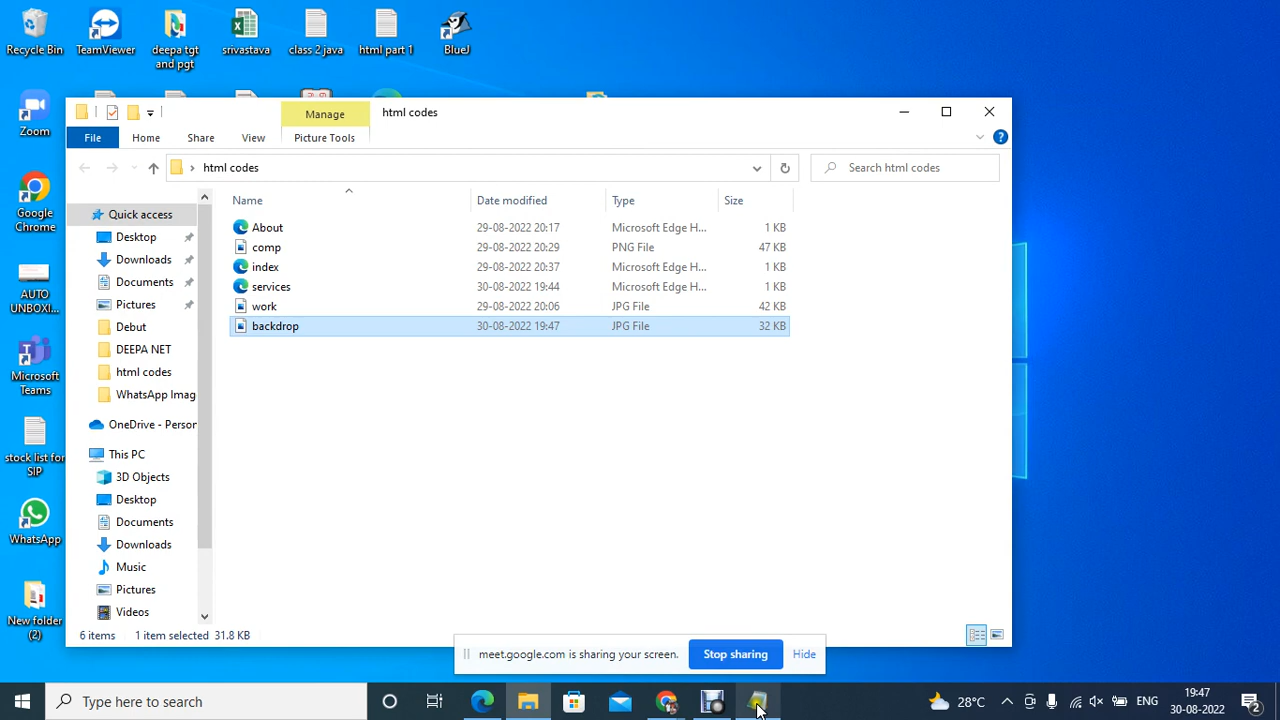 Recycle Bin
TeamViewer
deepa tgt
and pgt
srivastava
class 2 java
html part 1
BlueJ
Zoom
Google
Chrome
AUTO
UNBOXI...
Microsoft
Teams
stock list for
SIP
WhatsApp
New folder
(2)
Manage
html codes
File
Home
Share
View
Picture Tools
html codes
Search html codes
Name
Date modified
Type
Size
Quick access
Desktop
Downloads
Documents
Pictures
Debut
DEEPA NET
html codes
WhatsApp Imag
OneDrive - Person
This PC
3D Objects
Desktop
Documents
Downloads
Music
Pictures
Videos
About 29-08-2022 20:17 Microsoft Edge H... 1 KB
comp 29-08-2022 20:29 PNG File 47 KB
index 29-08-2022 20:37 Microsoft Edge H... 1 KB
services 30-08-2022 19:44 Microsoft Edge H... 1 KB
work 29-08-2022 20:06 JPG File 42 KB
backdrop 30-08-2022 19:47 JPG File 32 KB
6 items 1 item selected 31.8 KB
meet.google.com is sharing your screen. Stop sharing Hide
Type here to search
28°C
ENG
19:47
30-08-2022
2